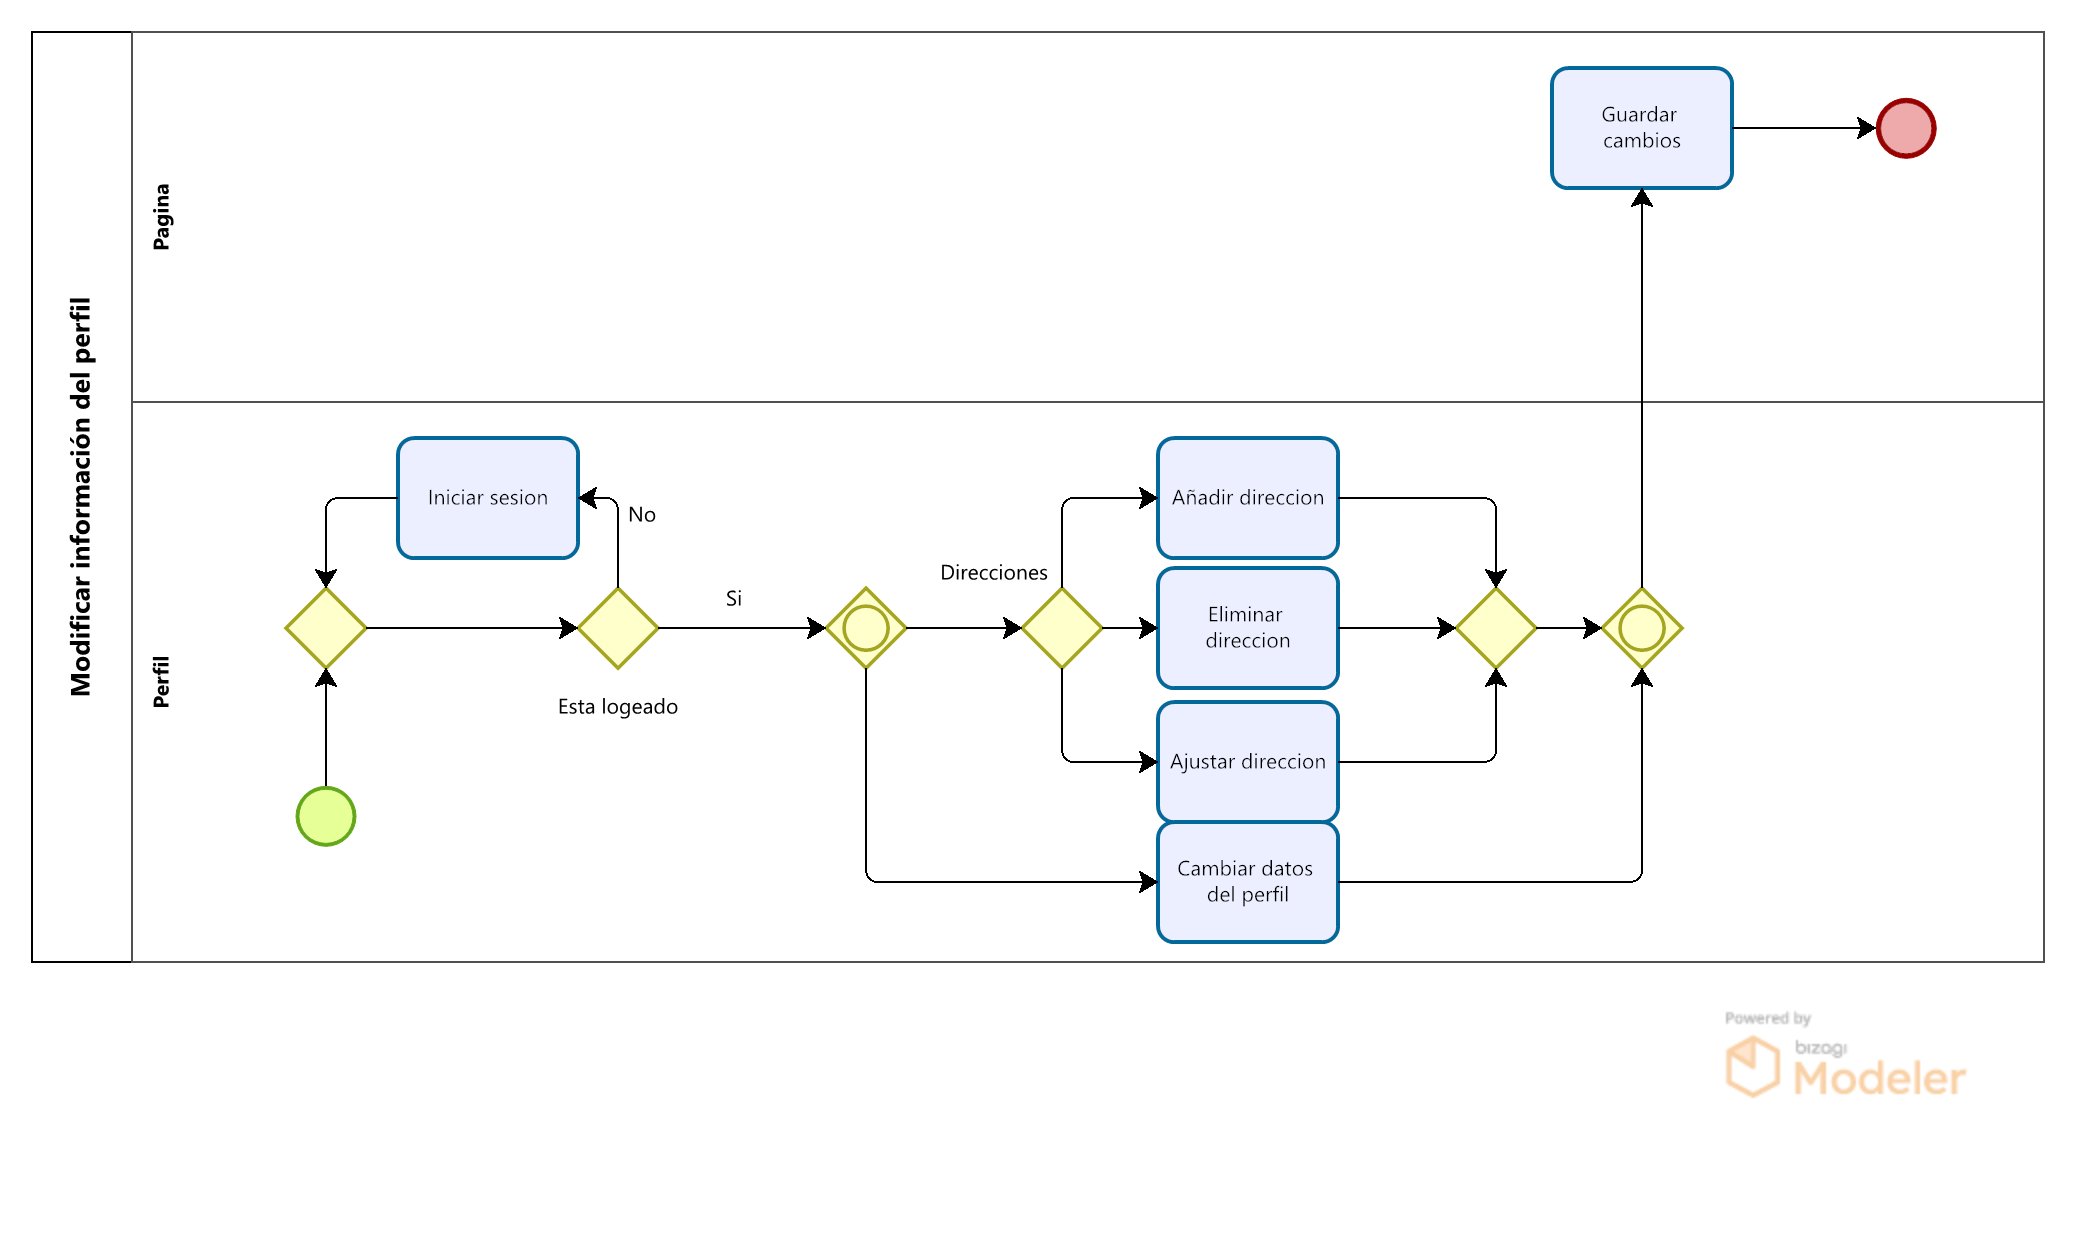 Modificar información del perfil
Pagina
Guardar
cambios
Perfil
Iniciar sesion
No
Si
Esta logeado
Direcciones
Añadir direccion
Eliminar
direccion
Ajustar direccion
Cambiar datos
del perfil
Powered by
bizagi
Modeler